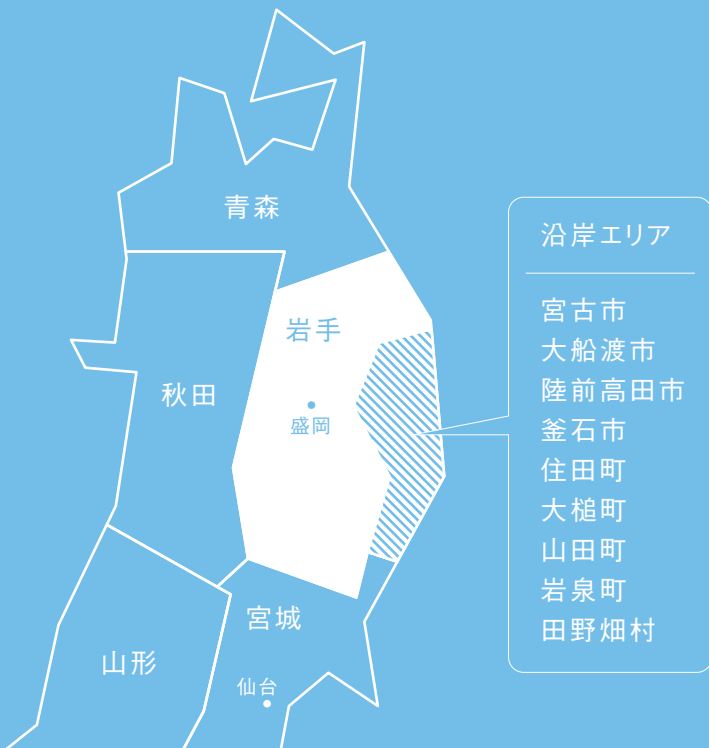 青森
岩手
盛岡
秋田
宮城
仙台
山形
沿岸エリア
宮古市
大船渡市
陸前高田市
釜石市
住田町
大槌町
山田町
岩泉町
田野畑村